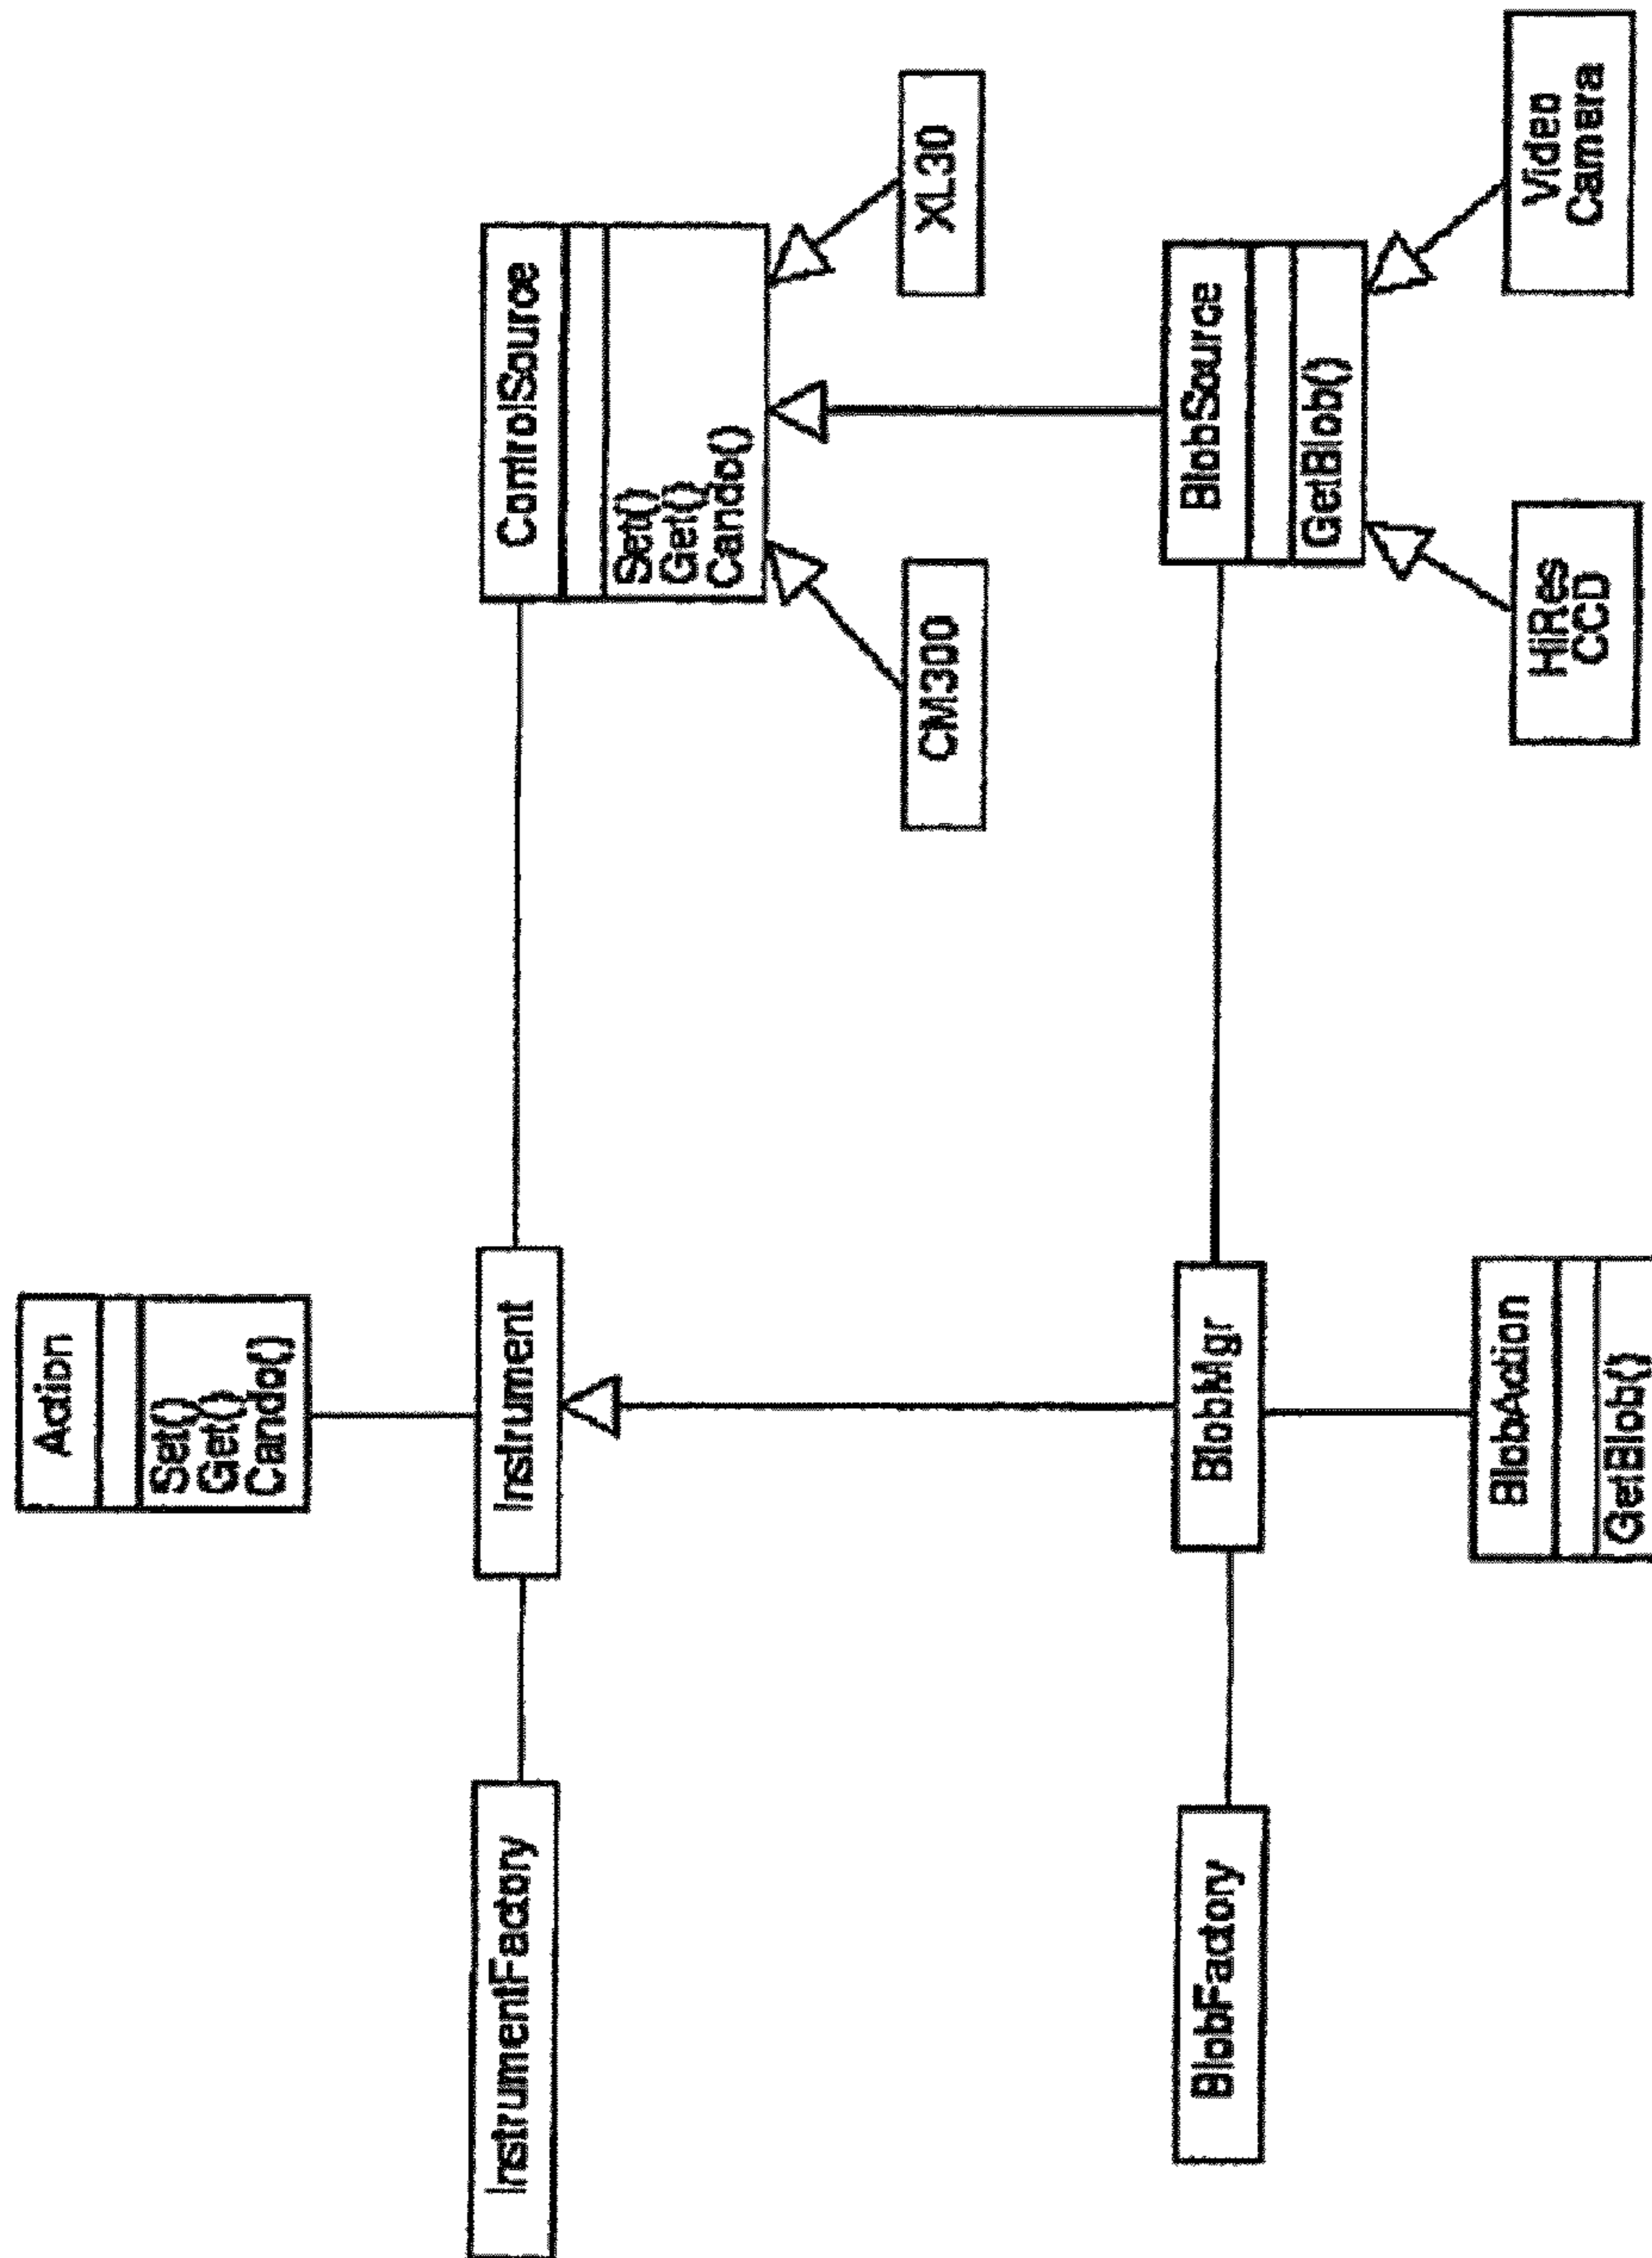 Action
Set()
Get()
Cando()
InstrumentFactory
Instrument
ControlSource
Set()
Get()
Cando()
CM300
XL30
BlobFactory
BlobMgr
BlobSource
GetBlob()
BlobAction
GetBlob()
HiRes
CCD
Video
Camera